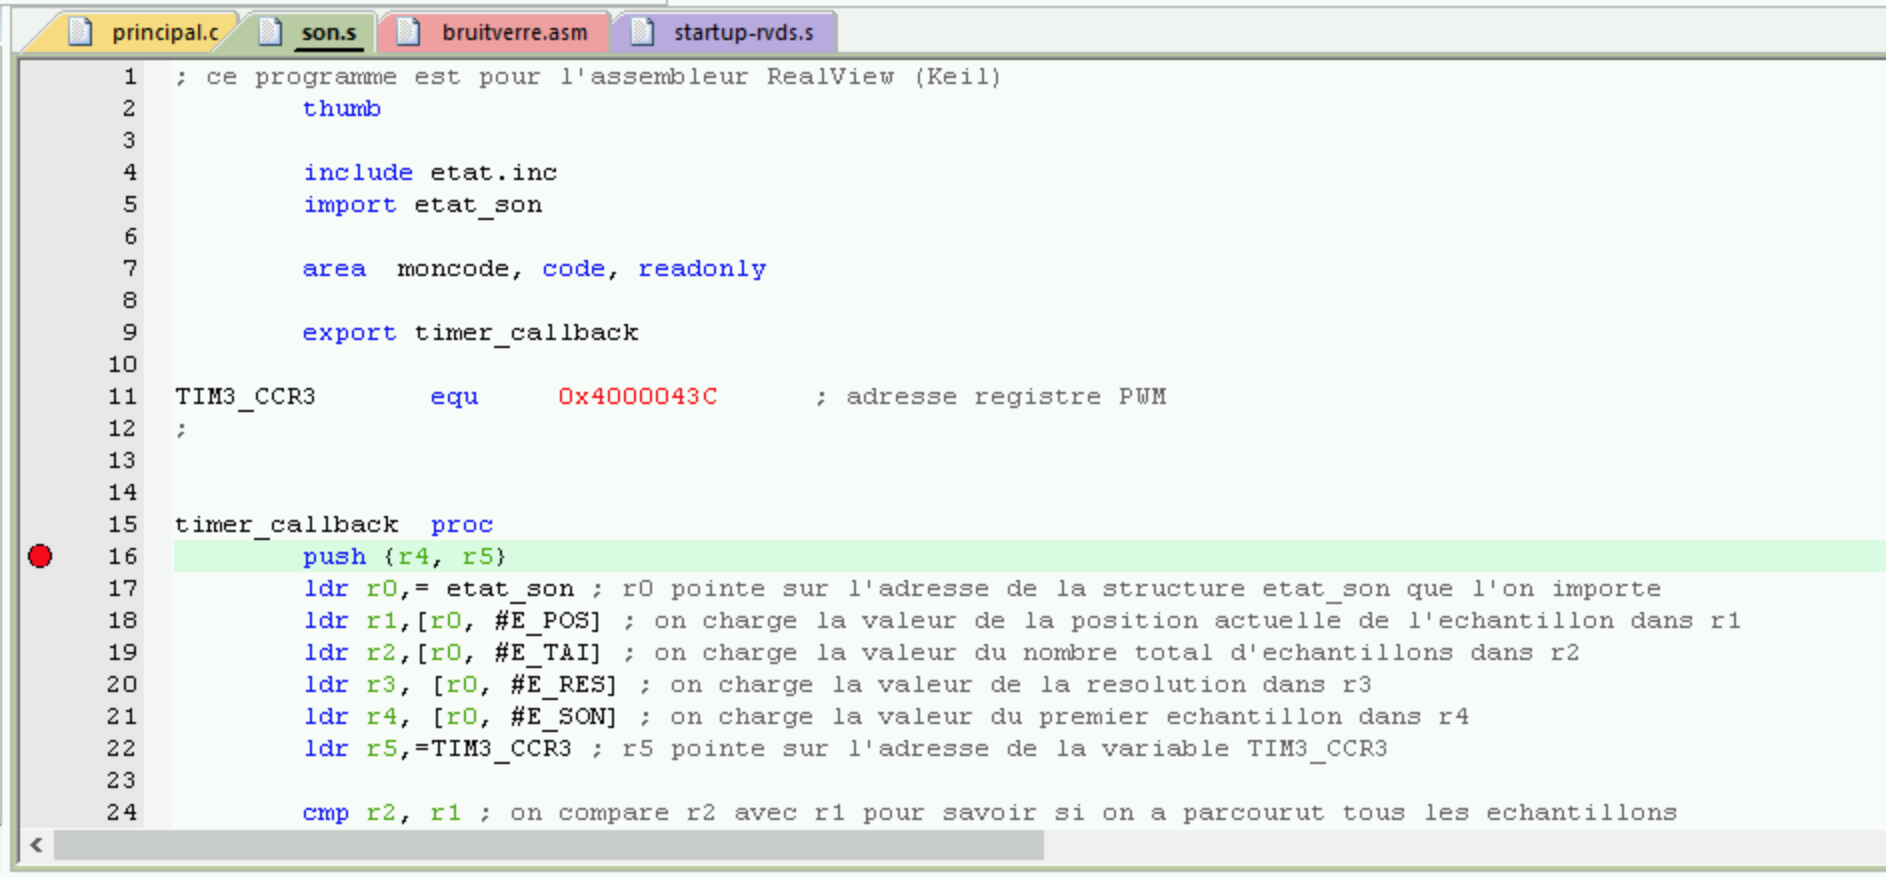 principal.c son.s bruitverre.asm startup-rvds.s
1 ; ce programme est pour l'assembleur RealView (Keil)
2 thumb
3
4 include etat.inc
5 import etat_son
6
7 area moncode, code, readonly
8
9 export timer_callback
10
11 TIM3_CCR3 equ 0x4000043C ; adresse registre PWM
12 ;
13
14
15 timer_callback proc
16 push {r4, r5}
17 ldr r0,= etat_son ; r0 pointe sur l'adresse de la structure etat_son que l'on importe
18 ldr r1,[r0, #E_POS] ; on charge la valeur de la position actuelle de l'echantillon dans r1
19 ldr r2,[r0, #E_TAI] ; on charge la valeur du nombre total d'echantillons dans r2
20 ldr r3, [r0, #E_RES] ; on charge la valeur de la resolution dans r3
21 ldr r4, [r0, #E_SON] ; on charge la valeur du premier echantillon dans r4
22 ldr r5,=TIM3_CCR3 ; r5 pointe sur l'adresse de la variable TIM3_CCR3
23
24 cmp r2, r1 ; on compare r2 avec r1 pour savoir si on a parcourut tous les echantillons